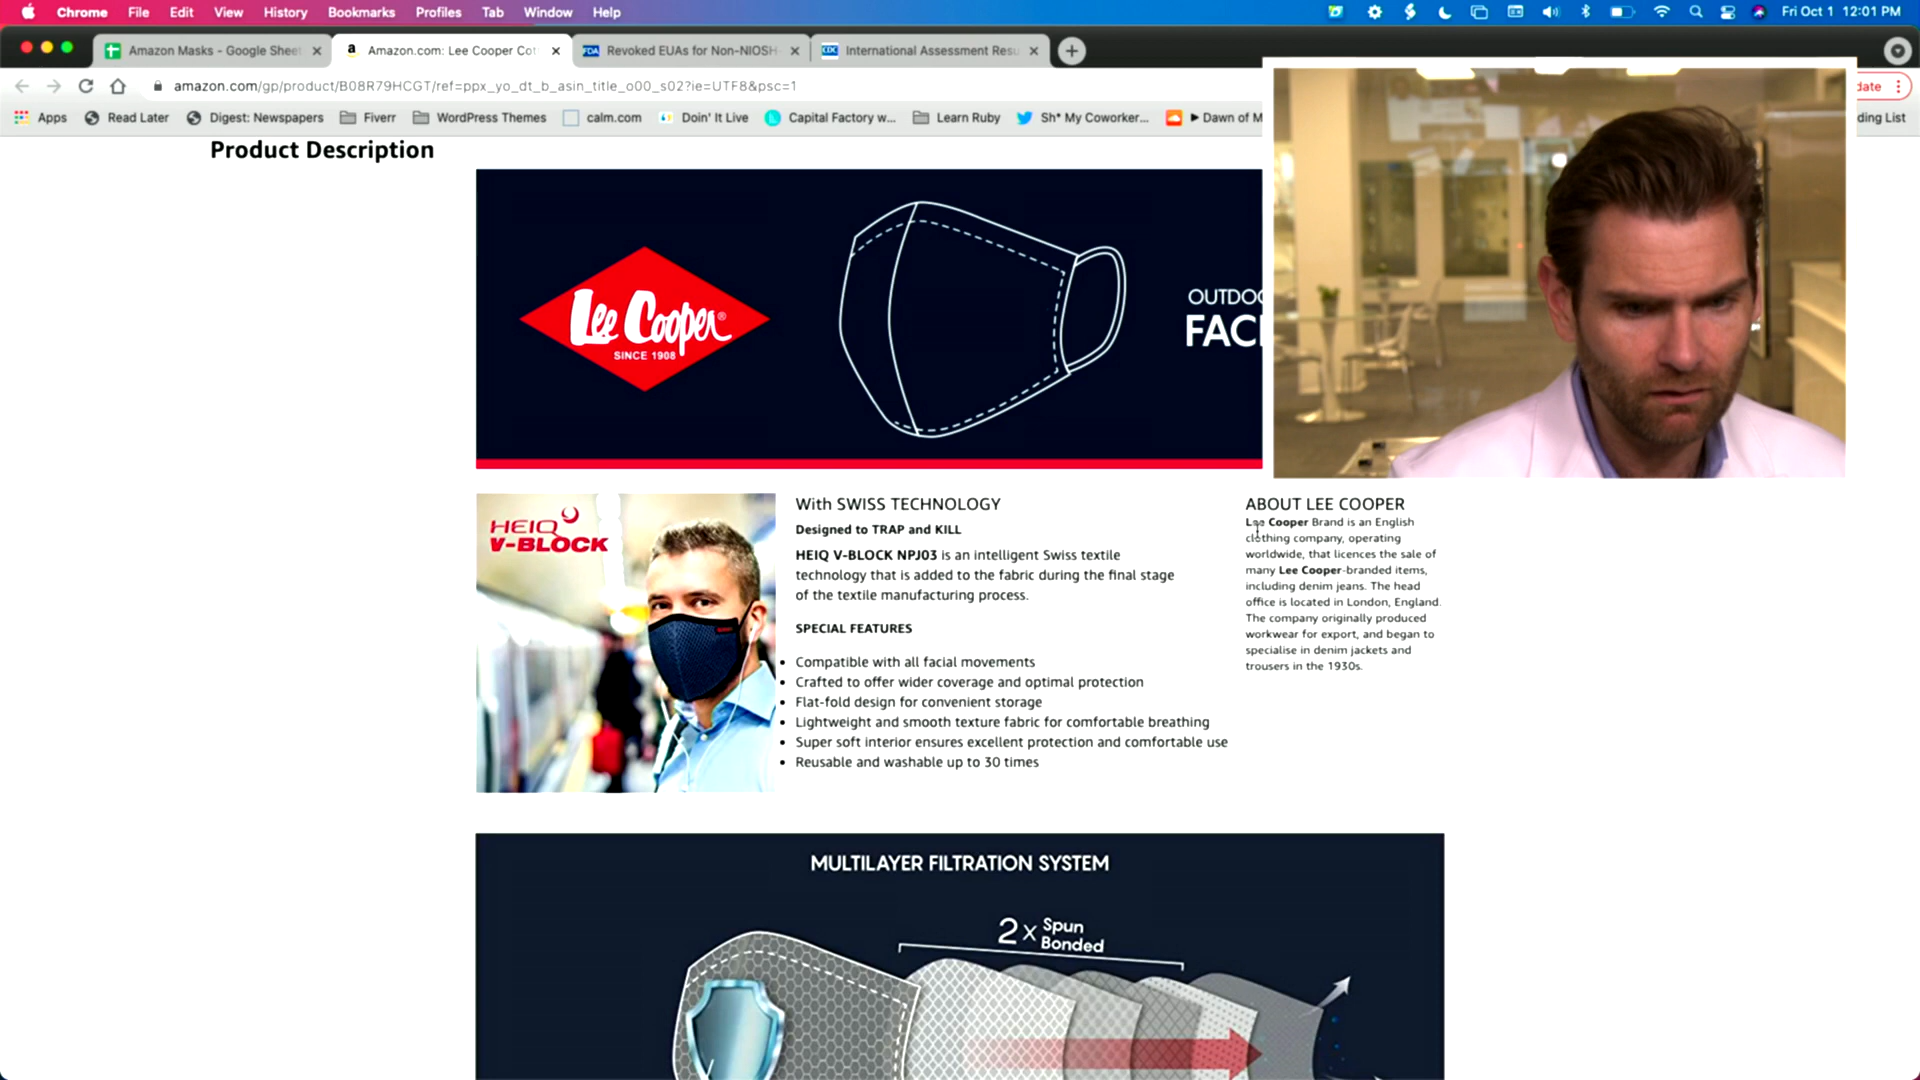 Chrome File Edit View History Bookmarks Profiles Tab Window Help Fri Oct 1 12:01 PM
Amazon Masks - Google Sheet Amazon.com: Lee Cooper Cot FDA Revoked EUAs for Non-NIOSH- CDC International Assessment Resu
amazon.com/gp/product/B08R79HCGT/ref=ppx_yo_dt_b_asin_title_o00_s02?ie=UTF8&psc=1 date
Apps Read Later Digest: Newspapers Fiverr WordPress Themes calm.com Doin' It Live Capital Factory w... Learn Ruby Sh* My Coworker... ▶ Dawn of M ding List
Product Description
Lee Cooper®
SINCE 1908
OUTDOO
FAC
HEIQ
V-BLOCK
With SWISS TECHNOLOGY
Designed to TRAP and KILL
HEIQ V-BLOCK NPJ03 is an intelligent Swiss textile
technology that is added to the fabric during the final stage
of the textile manufacturing process.
SPECIAL FEATURES
• Compatible with all facial movements
• Crafted to offer wider coverage and optimal protection
• Flat-fold design for convenient storage
• Lightweight and smooth texture fabric for comfortable breathing
• Super soft interior ensures excellent protection and comfortable use
• Reusable and washable up to 30 times
ABOUT LEE COOPER
Lee Cooper Brand is an English
clothing company, operating
worldwide, that licences the sale of
many Lee Cooper-branded items,
including denim jeans. The head
office is located in London, England.
The company originally produced
workwear for export, and began to
specialise in denim jackets and
trousers in the 1930s.
MULTILAYER FILTRATION SYSTEM
2x Spun
Bonded